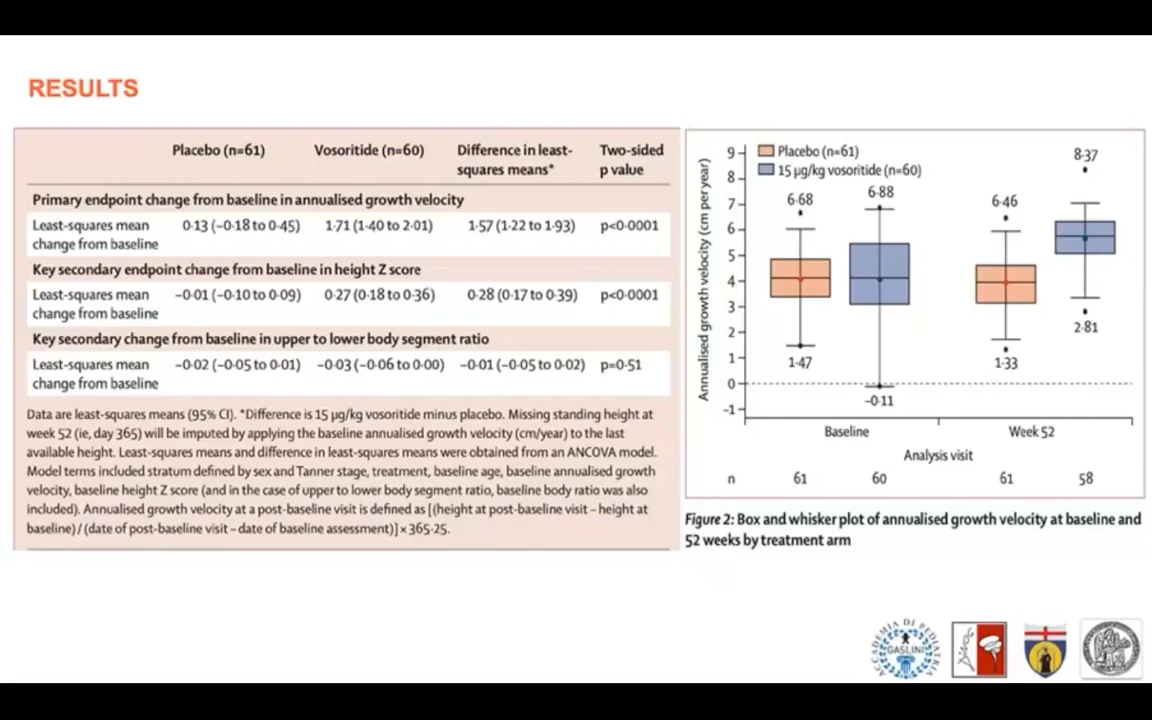 RESULTS
Placebo (n=61) Vosoritide (n=60) Difference in least- Two-sided
squares means* p value
Primary endpoint change from baseline in annualised growth velocity
Least-squares mean 0·13 (–0·18 to 0·45) 1·71 (1·40 to 2·01) 1·57 (1·22 to 1·93) p<0·0001
change from baseline
Key secondary endpoint change from baseline in height Z score
Least-squares mean –0·01 (–0·10 to 0·09) 0·27 (0·18 to 0·36) 0·28 (0·17 to 0·39) p<0·0001
change from baseline
Key secondary change from baseline in upper to lower body segment ratio
Least-squares mean –0·02 (–0·05 to 0·01) –0·03 (–0·06 to 0·00) –0·01 (–0·05 to 0·02) p=0·51
change from baseline
Data are least-squares means (95% CI). *Difference is 15 µg/kg vosoritide minus placebo. Missing standing height at
week 52 (ie, day 365) will be imputed by applying the baseline annualised growth velocity (cm/year) to the last
available height. Least-squares means and difference in least-squares means were obtained from an ANCOVA model.
Model terms included stratum defined by sex and Tanner stage, treatment, baseline age, baseline annualised growth
velocity, baseline height Z score (and in the case of upper to lower body segment ratio, baseline body ratio was also
included). Annualised growth velocity at a post-baseline visit is defined as [(height at post-baseline visit – height at
baseline) / (date of post-baseline visit – date of baseline assessment)] × 365·25.
Annualised growth velocity (cm per year)
9
8
7
6
5
4
3
2
1
0
–1
Placebo (n=61)
15 µg/kg vosoritide (n=60)
6·68 6·88 6·46 8·37
1·47 –0·11 1·33 2·81
Baseline Week 52
Analysis visit
n 61 60 61 58
Figure 2: Box and whisker plot of annualised growth velocity at baseline and
52 weeks by treatment arm
ACCADEMIA DI PEDIATRIA
GASLINI